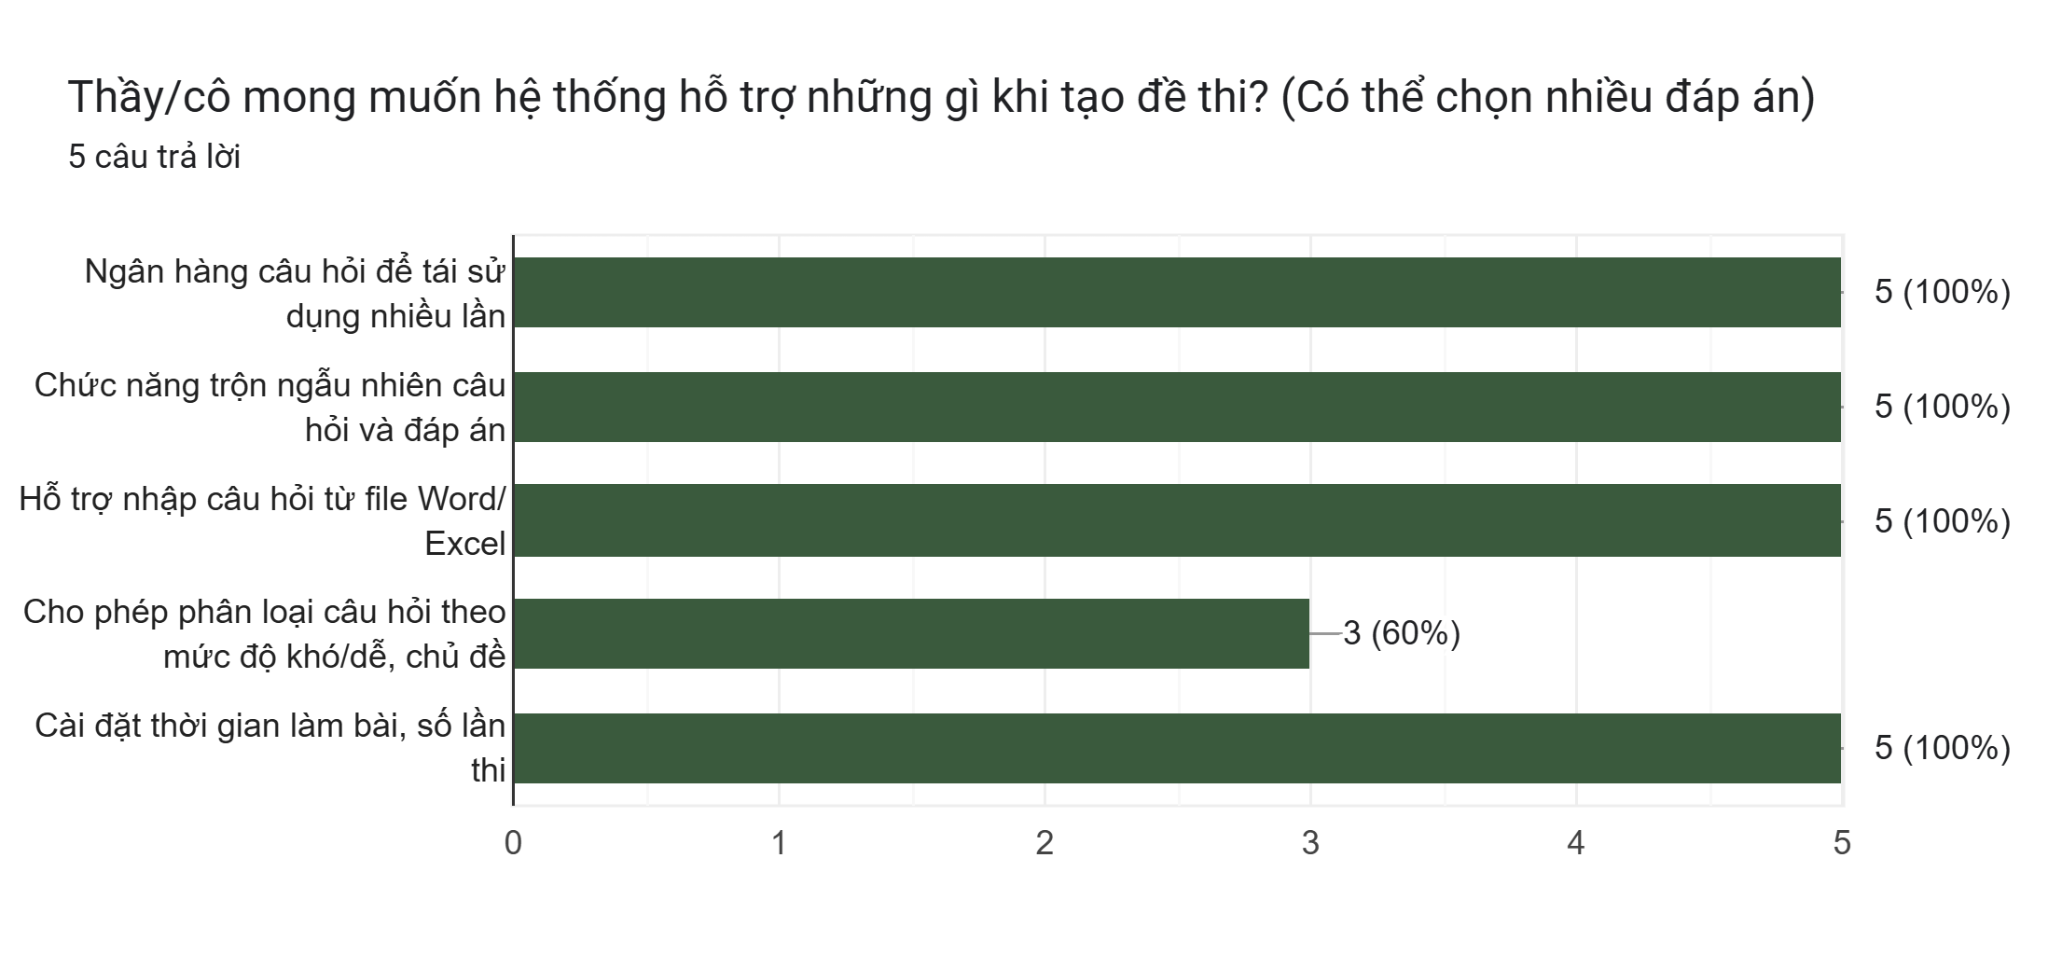 Thầy/cô mong muốn hệ thống hỗ trợ những gì khi tạo đề thi? (Có thể chọn nhiều đáp án)
5 câu trả lời
Ngân hàng câu hỏi để tái sử
dụng nhiều lần
5 (100%)
Chức năng trộn ngẫu nhiên câu
hỏi và đáp án
5 (100%)
Hỗ trợ nhập câu hỏi từ file Word/
Excel
5 (100%)
Cho phép phân loại câu hỏi theo
mức độ khó/dễ, chủ đề
3 (60%)
Cài đặt thời gian làm bài, số lần
thi
5 (100%)
0 1 2 3 4 5